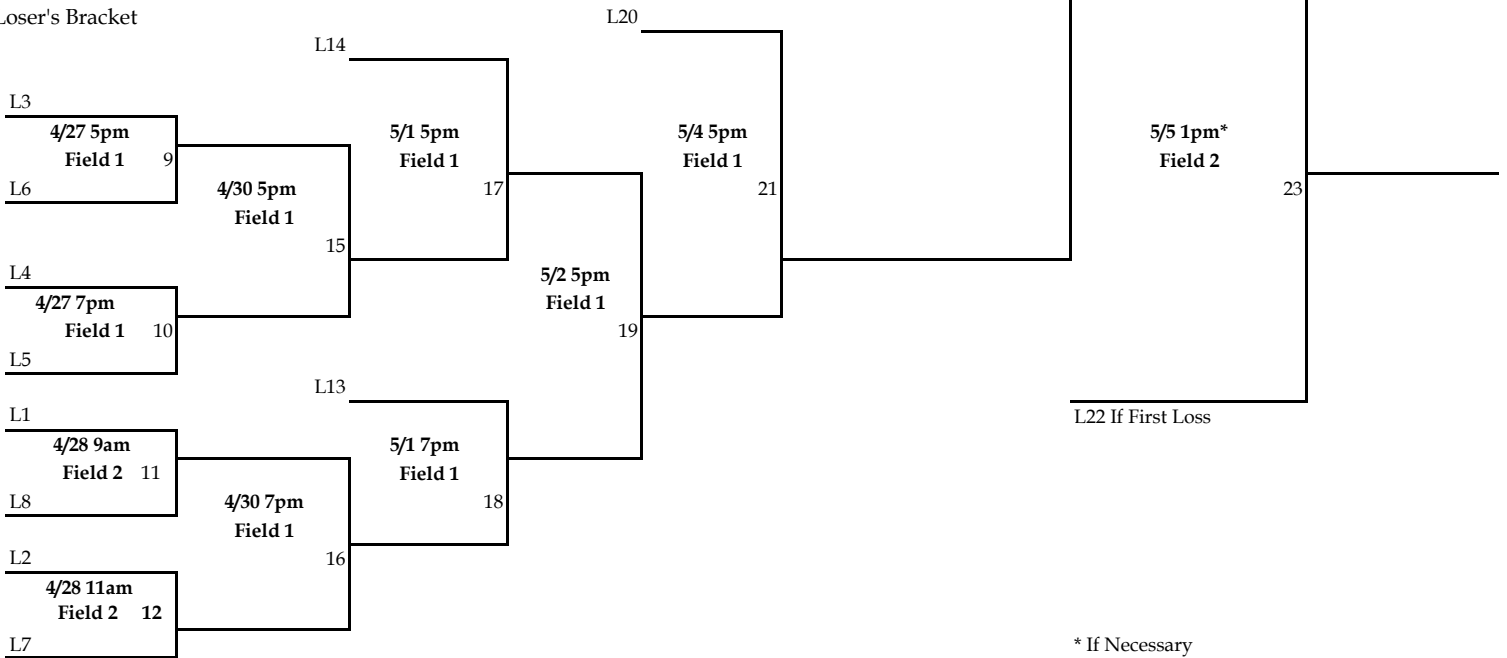 Loser's Bracket
L20
L14
L3
4/27 5pm
Field 1 9
L6
4/30 5pm
Field 1
15
5/1 5pm
Field 1
17
5/4 5pm
Field 1
21
5/5 1pm*
Field 2
23
L4
4/27 7pm
Field 1 10
L5
5/2 5pm
Field 1
19
L13
L1
4/28 9am
Field 2 11
L8
4/30 7pm
Field 1
16
5/1 7pm
Field 1
18
L22 If First Loss
L2
4/28 11am
Field 2 12
L7
* If Necessary